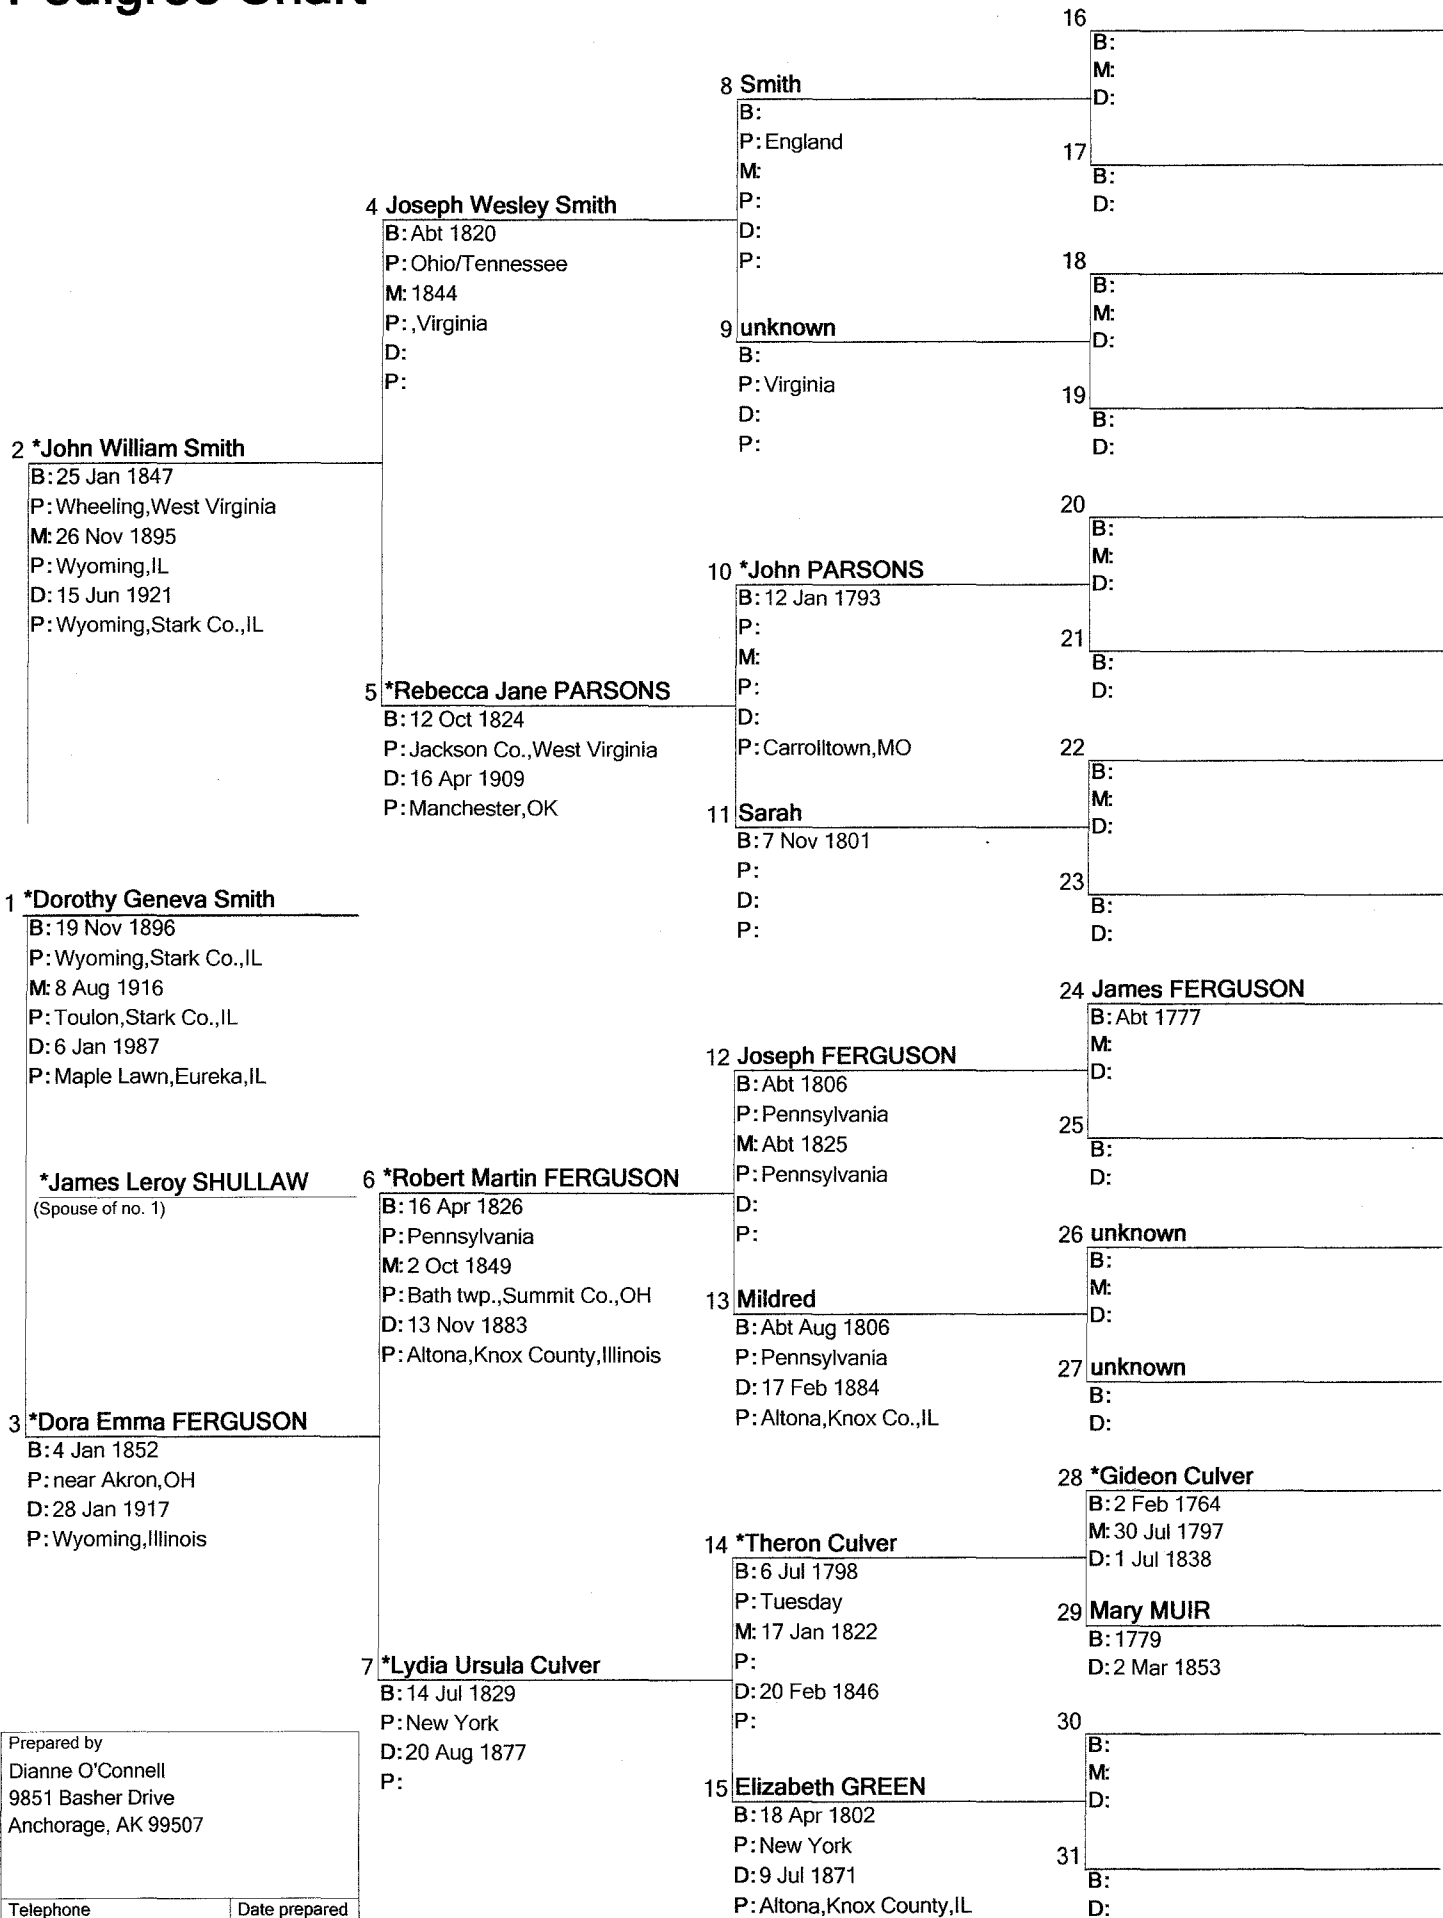 Pedigree Chart
16
B:
M:
D:
17
B:
D:
8 Smith
B:
P: England
M:
P:
D:
P:
4 Joseph Wesley Smith
B: Abt 1820
P: Ohio/Tennessee
M: 1844
P: ,Virginia
D:
P:
18
B:
M:
D:
9 unknown
B:
P: Virginia
D:
P:
19
B:
D:
2 *John William Smith
B: 25 Jan 1847
P: Wheeling,West Virginia
M: 26 Nov 1895
P: Wyoming,IL
D: 15 Jun 1921
P: Wyoming,Stark Co.,IL
20
B:
M:
D:
10 *John PARSONS
B: 12 Jan 1793
P:
M:
P:
D:
P: Carrolltown,MO
21
B:
D:
5 *Rebecca Jane PARSONS
B: 12 Oct 1824
P: Jackson Co.,West Virginia
D: 16 Apr 1909
P: Manchester,OK
22
B:
M:
D:
11 Sarah
B: 7 Nov 1801
P:
D:
P:
23
B:
D:
1 *Dorothy Geneva Smith
B: 19 Nov 1896
P: Wyoming,Stark Co.,IL
M: 8 Aug 1916
P: Toulon,Stark Co.,IL
D: 6 Jan 1987
P: Maple Lawn,Eureka,IL
24 James FERGUSON
B: Abt 1777
M:
D:
12 Joseph FERGUSON
B: Abt 1806
P: Pennsylvania
M: Abt 1825
P: Pennsylvania
D:
P:
25
B:
D:
*James Leroy SHULLAW
(Spouse of no. 1)
6 *Robert Martin FERGUSON
B: 16 Apr 1826
P: Pennsylvania
M: 2 Oct 1849
P: Bath twp.,Summit Co.,OH
D: 13 Nov 1883
P: Altona,Knox County,Illinois
26 unknown
B:
M:
D:
13 Mildred
B: Abt Aug 1806
P: Pennsylvania
D: 17 Feb 1884
P: Altona,Knox Co.,IL
27 unknown
B:
D:
3 *Dora Emma FERGUSON
B: 4 Jan 1852
P: near Akron,OH
D: 28 Jan 1917
P: Wyoming,Illinois
28 *Gideon Culver
B: 2 Feb 1764
M: 30 Jul 1797
D: 1 Jul 1838
14 *Theron Culver
B: 6 Jul 1798
P: Tuesday
M: 17 Jan 1822
P:
D: 20 Feb 1846
P:
29 Mary MUIR
B: 1779
D: 2 Mar 1853
7 *Lydia Ursula Culver
B: 14 Jul 1829
P: New York
D: 20 Aug 1877
P:
30
B:
M:
D:
15 Elizabeth GREEN
B: 18 Apr 1802
P: New York
D: 9 Jul 1871
P: Altona,Knox County,IL
31
B:
D:
Prepared by
Dianne O'Connell
9851 Basher Drive
Anchorage, AK 99507
Telephone
Date prepared